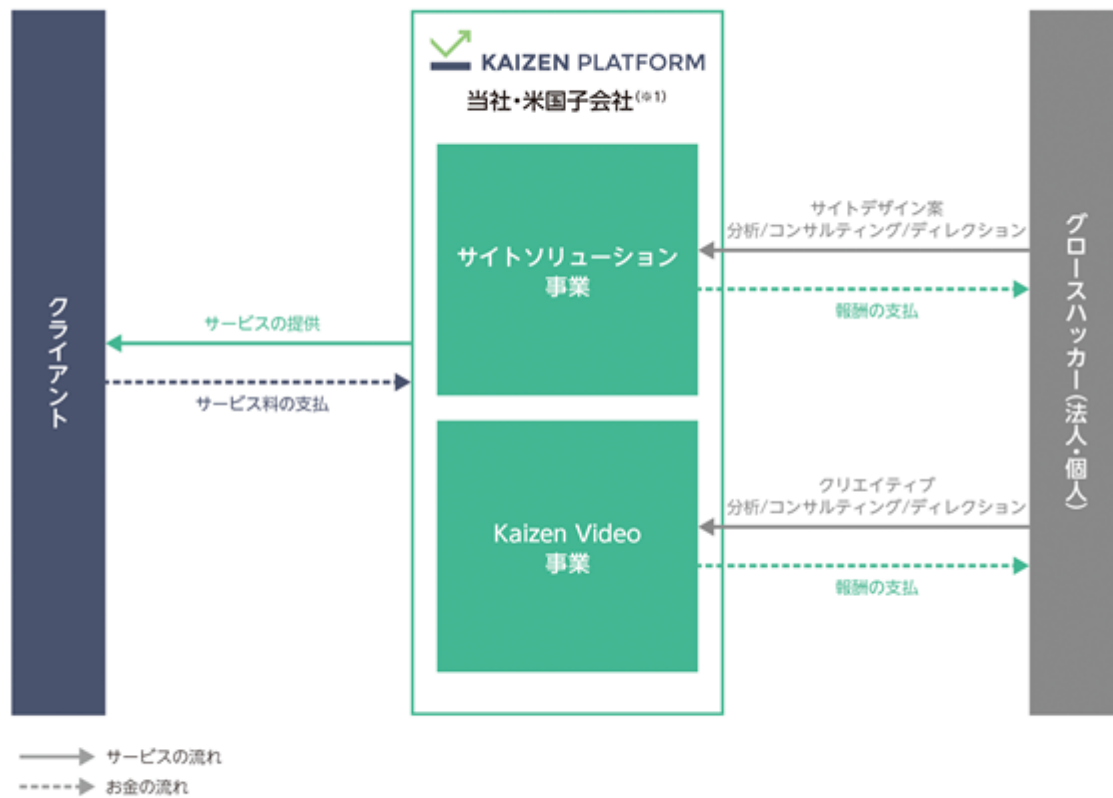 KAIZEN PLATFORM
当社・米国子会社(※1)
クライアント
サービスの提供
サービス料の支払
サイトソリューション
事業
Kaizen Video
事業
サイトデザイン案
分析/コンサルティング/ディレクション
報酬の支払
クリエイティブ
分析/コンサルティング/ディレクション
報酬の支払
グロースハッカー(法人・個人)
サービスの流れ
お金の流れ